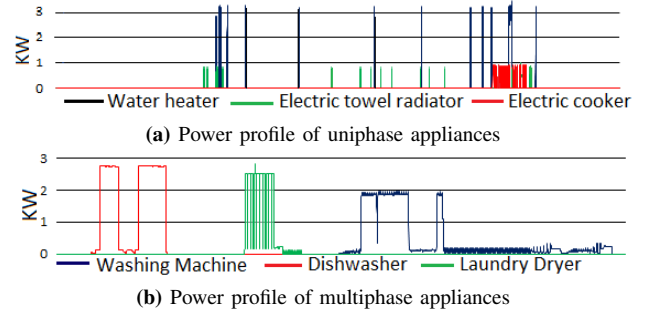 3
2
1
0
KW
Water heater Electric towel radiator Electric cooker
(a) Power profile of uniphase appliances
3
2
1
0
KW
Washing Machine Dishwasher Laundry Dryer
(b) Power profile of multiphase appliances